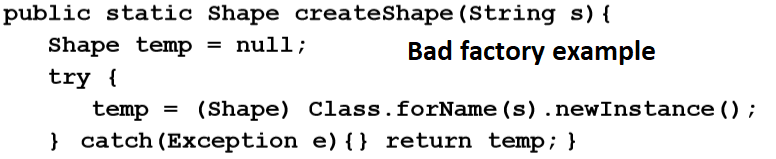 public static Shape createShape(String s){
Shape temp = null;
Bad factory example
try {
temp = (Shape) Class.forName(s).newInstance();
} catch(Exception e){} return temp; }